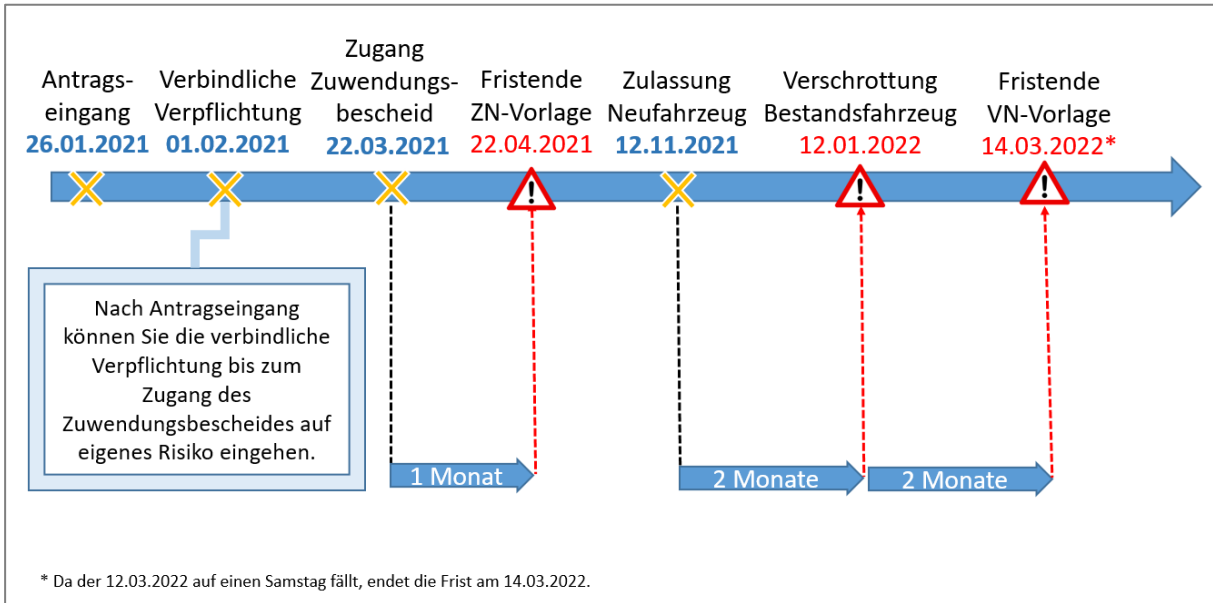 Antrags-
eingang
26.01.2021
Verbindliche
Verpflichtung
01.02.2021
Zugang
Zuwendungs-
bescheid
22.03.2021
Fristende
ZN-Vorlage
22.04.2021
Zulassung
Neufahrzeug
12.11.2021
Verschrottung
Bestandsfahrzeug
12.01.2022
Fristende
VN-Vorlage
14.03.2022*
!
!
!
Nach Antragseingang
können Sie die verbindliche
Verpflichtung bis zum
Zugang des
Zuwendungsbescheides auf
eigenes Risiko eingehen.
1 Monat
2 Monate
2 Monate
* Da der 12.03.2022 auf einen Samstag fällt, endet die Frist am 14.03.2022.